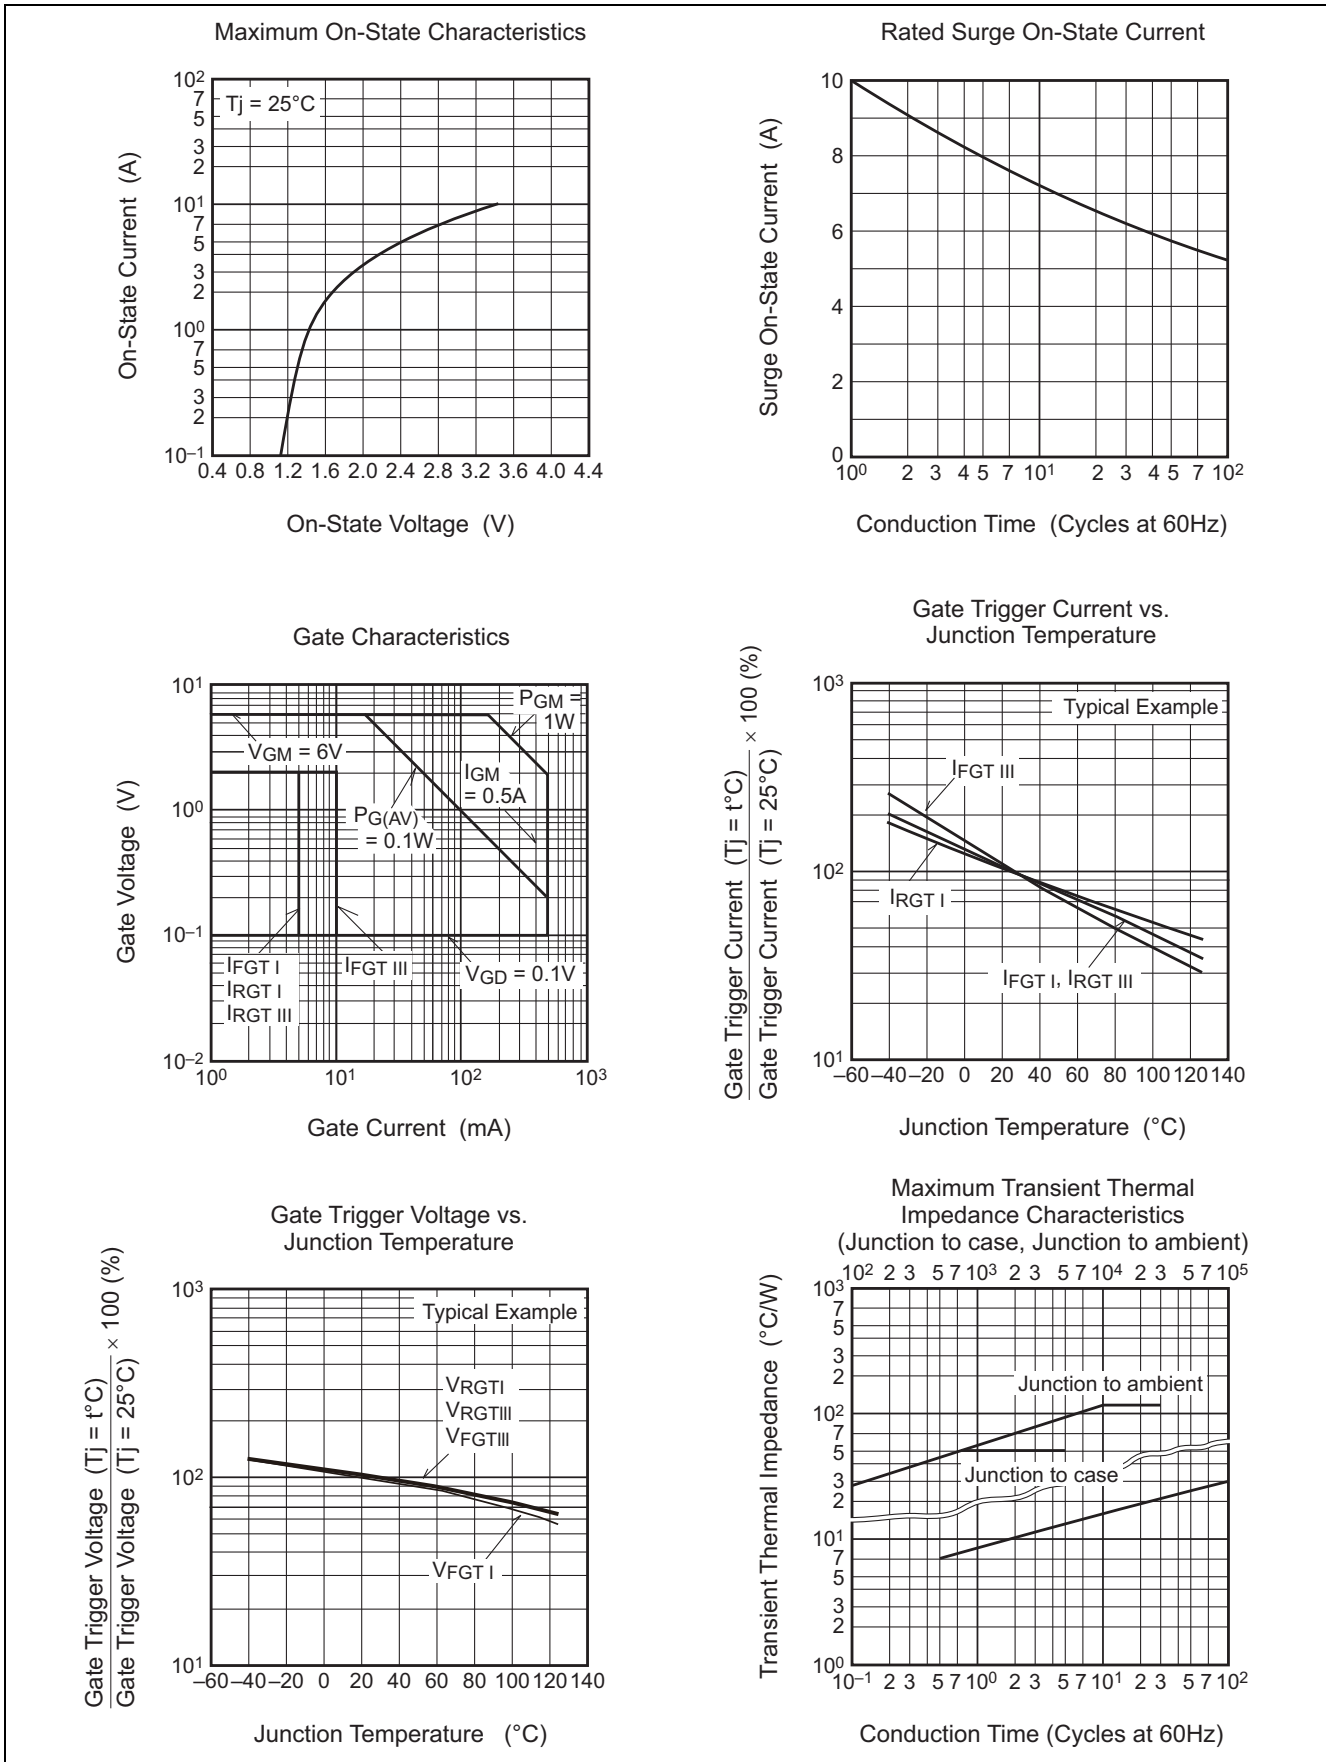 Maximum On-State Characteristics
10² 7 5 3 2 10¹ 7 5 3 2 10⁰ 7 5 3 2 10⁻¹
Tj = 25°C
On-State Current (A)
0.4 0.8 1.2 1.6 2.0 2.4 2.8 3.2 3.6 4.0 4.4
On-State Voltage (V)
Rated Surge On-State Current
10 8 6 4 2 0
Surge On-State Current (A)
10⁰ 2 3 4 5 7 10¹ 2 3 4 5 7 10²
Conduction Time (Cycles at 60Hz)
Gate Characteristics
10¹ 10⁰ 10⁻¹ 10⁻²
Gate Voltage (V)
PGM =
1W
VGM = 6V
IGM
= 0.5A
PG(AV)
= 0.1W
IFGT I
IRGT I
IRGT III
IFGT III
VGD = 0.1V
10⁰ 10¹ 10² 10³
Gate Current (mA)
Gate Trigger Current vs.
Junction Temperature
Gate Trigger Current (Tj = t°C)
Gate Trigger Current (Tj = 25°C)
× 100 (%)
10³ 10² 10¹
Typical Example
IFGT III
IRGT I
IFGT I, IRGT III
–60 –40 –20 0 20 40 60 80 100 120 140
Junction Temperature (°C)
Gate Trigger Voltage vs.
Junction Temperature
Gate Trigger Voltage (Tj = t°C)
Gate Trigger Voltage (Tj = 25°C)
× 100 (%)
10³ 10² 10¹
Typical Example
VRGTI
VRGTIII
VFGTIII
VFGT I
–60 –40 –20 0 20 40 60 80 100 120 140
Junction Temperature (°C)
Maximum Transient Thermal
Impedance Characteristics
(Junction to case, Junction to ambient)
10² 2 3 5 7 10³ 2 3 5 7 10⁴ 2 3 5 7 10⁵
10³ 7 5 3 2 10² 7 5 3 2 10¹ 7 5 3 2 10⁰
Transient Thermal Impedance (°C/W)
Junction to ambient
Junction to case
10⁻¹ 2 3 5 7 10⁰ 2 3 5 7 10¹ 2 3 5 7 10²
Conduction Time (Cycles at 60Hz)